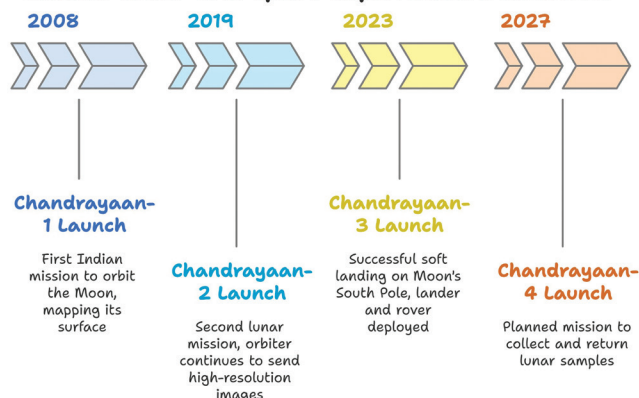 2008
2019
2023
2027
Chandrayaan-
1 Launch
First Indian
mission to orbit
the Moon,
mapping its
surface
Chandrayaan-
2 Launch
Second lunar
mission, orbiter
continues to send
high-resolution
images
Chandrayaan-
3 Launch
Successful soft
landing on Moon's
South Pole, lander
and rover
deployed
Chandrayaan-
4 Launch
Planned mission to
collect and return
lunar samples